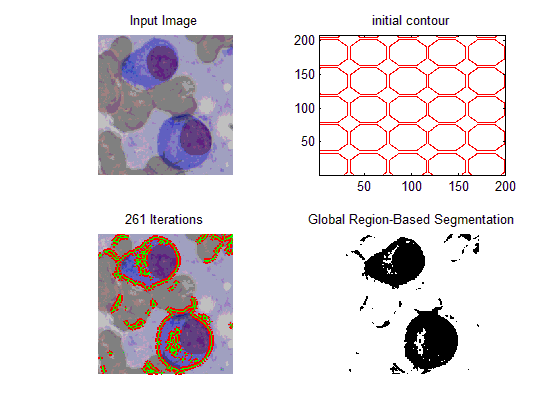 Input Image
initial contour
200
150
100
50
50
100
150
200
261 Iterations
Global Region-Based Segmentation